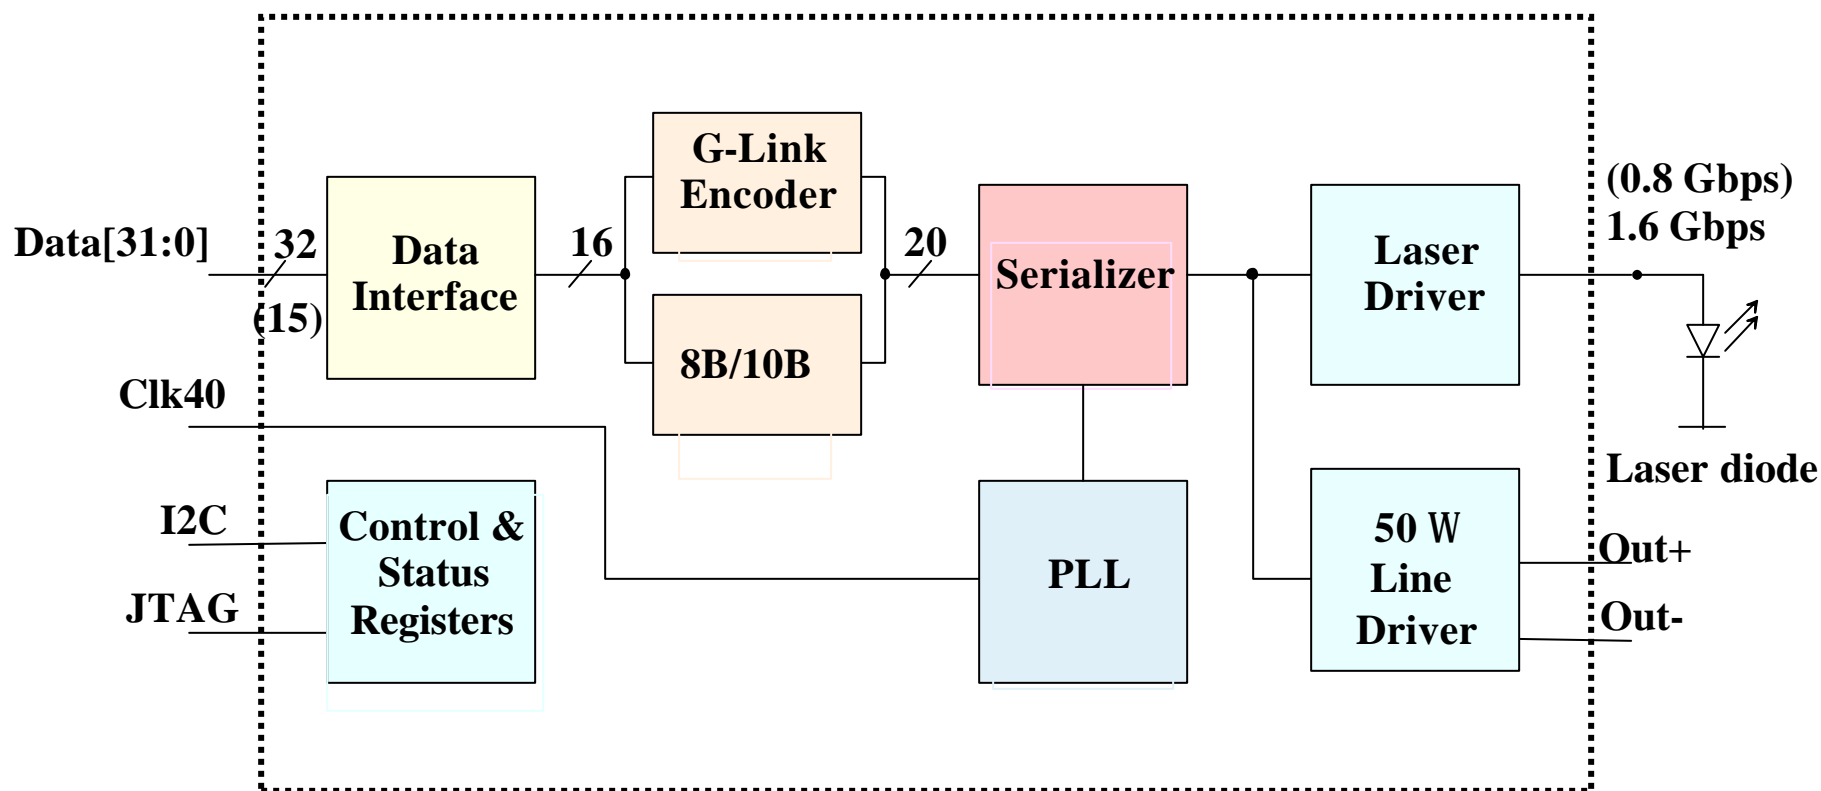 Data[31:0]
32
(15)
Data
Interface
16
G-Link
Encoder
8B/10B
20
Serializer
Laser
Driver
(0.8 Gbps)
1.6 Gbps
Laser diode
Clk40
I2C
JTAG
Control &
Status
Registers
PLL
50 W
Line
Driver
Out+
Out-